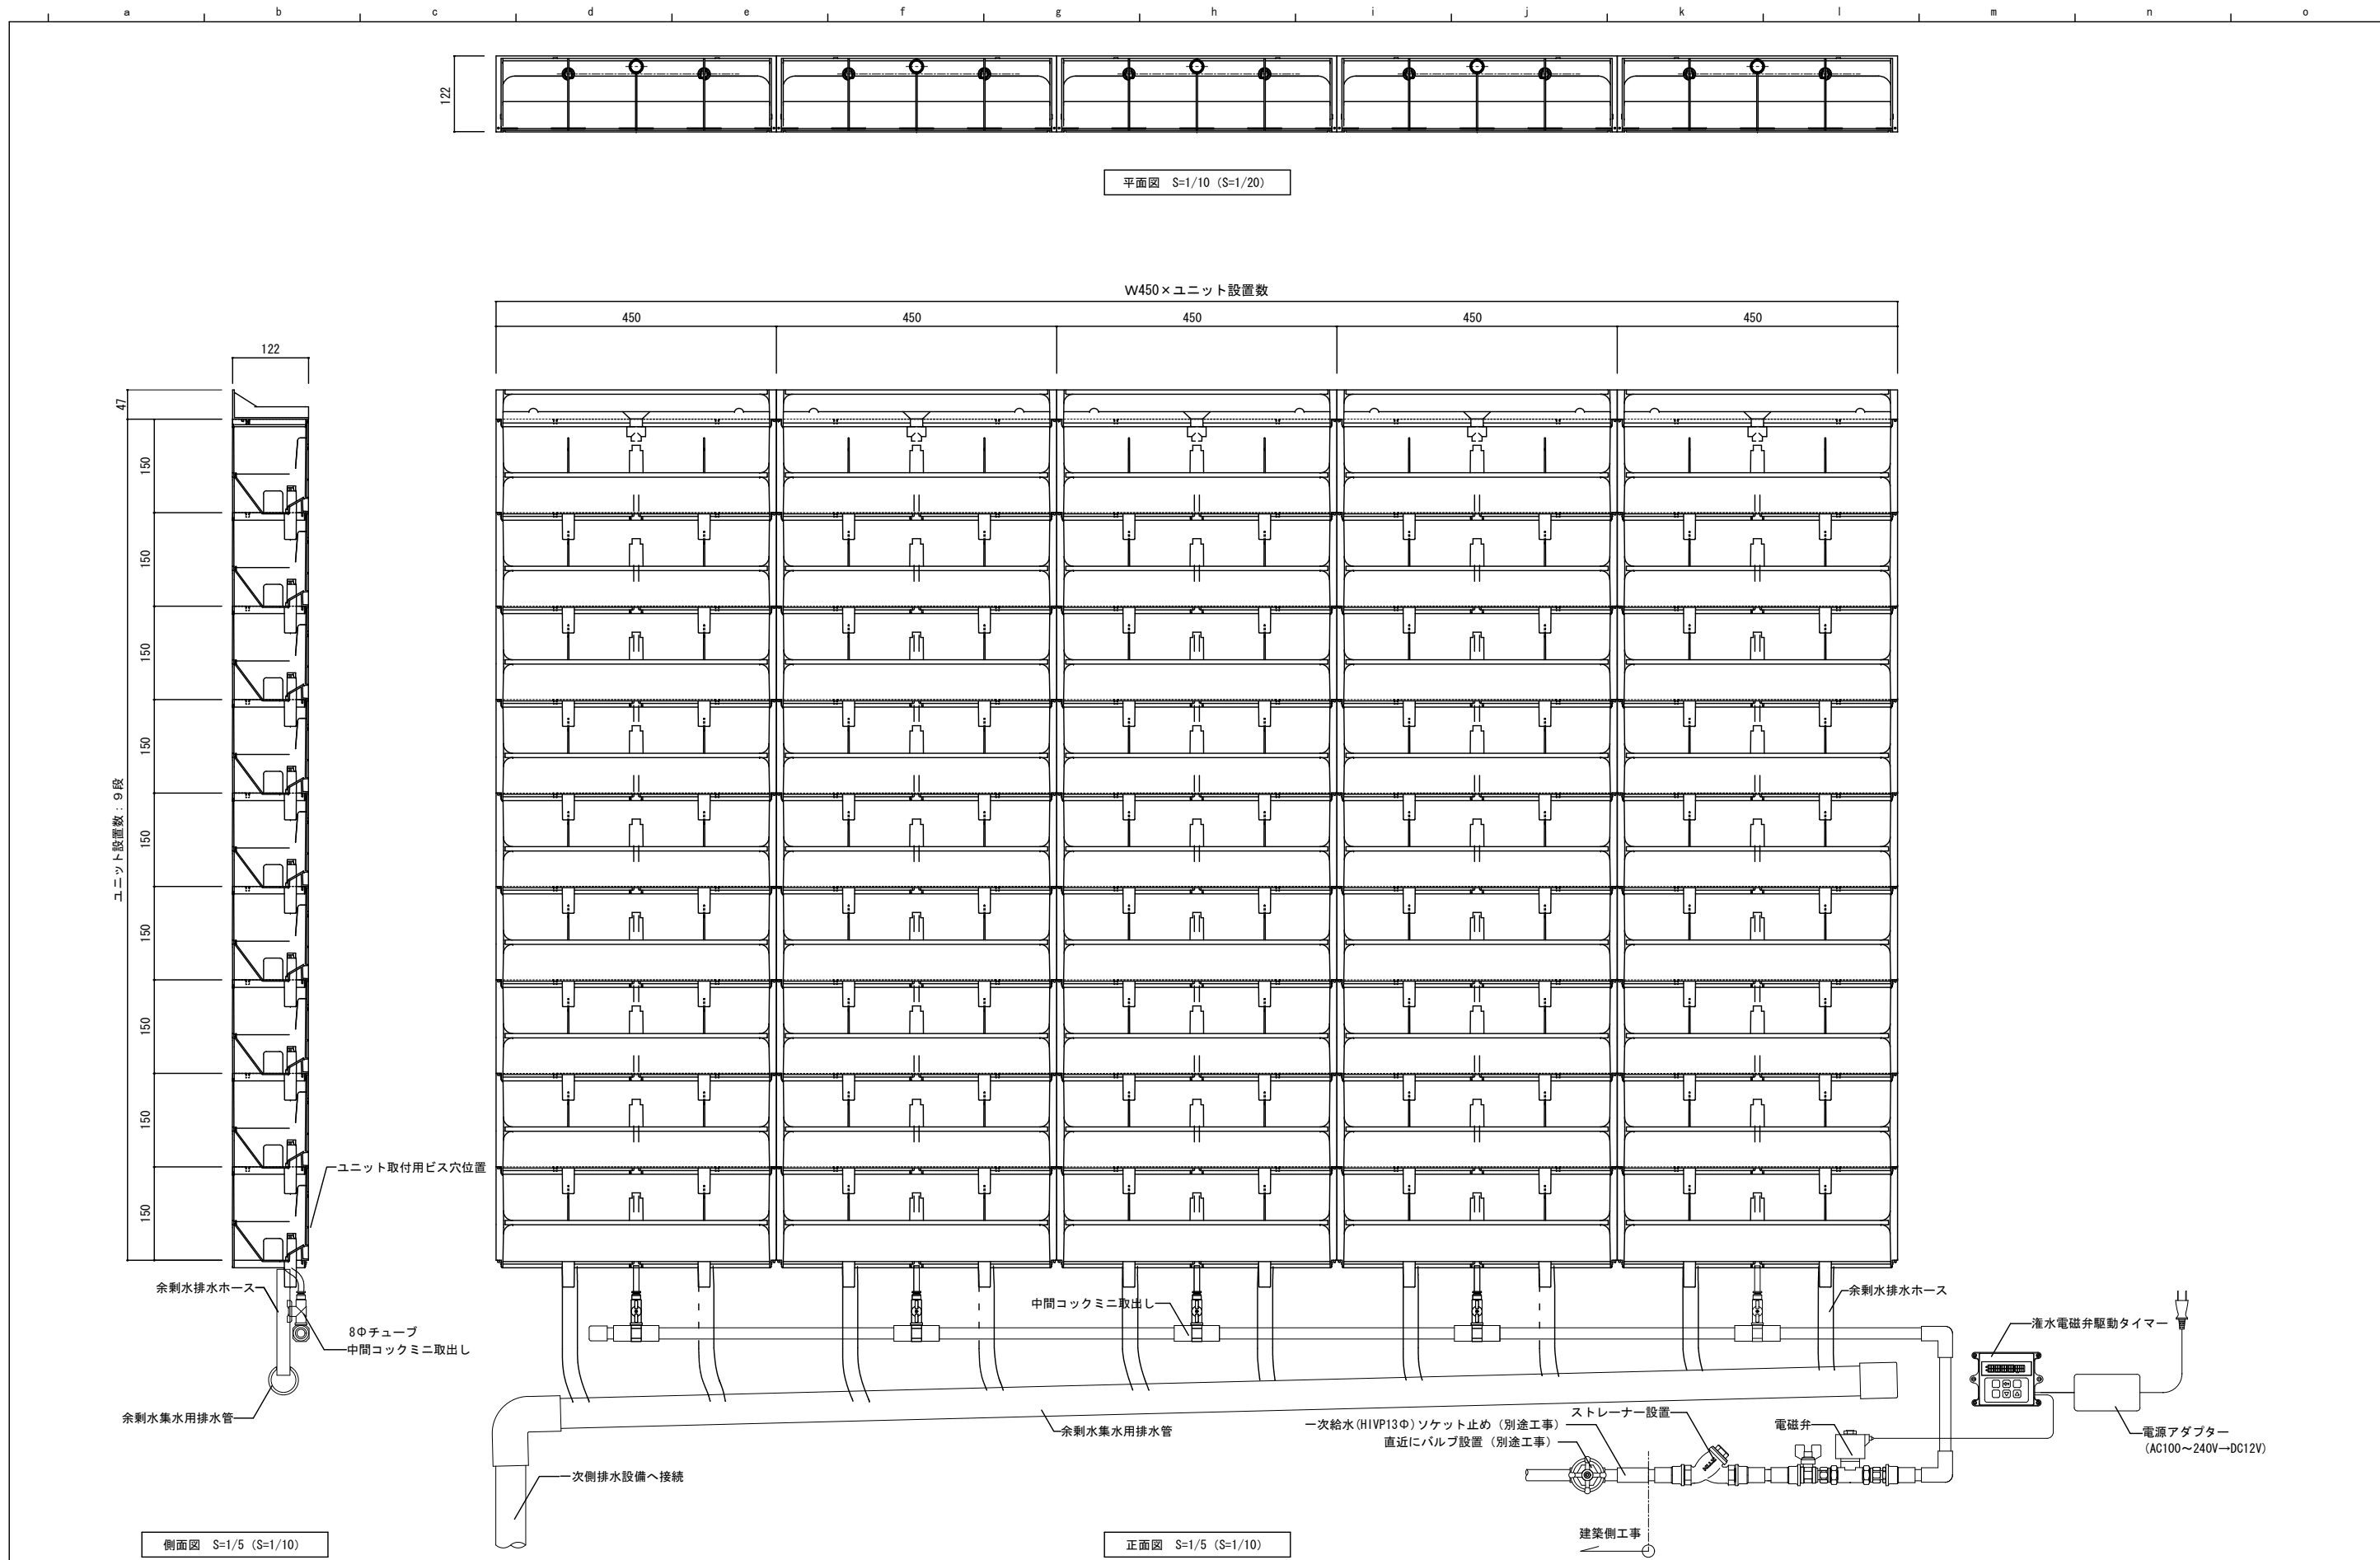 a b c d e f g h i j k l m n o
122
平面図 S=1/10 (S=1/20)
W450×ユニット設置数
450 450 450 450 450
122
47
150
150
150
150
150
150
150
150
150
ユニット設置数：9段
ユニット取付用ビス穴位置
余剰水排水ホース
8Φチューブ
中間コックミニ取出し
余剰水集水用排水管
中間コックミニ取出し
余剰水排水ホース
潅水電磁弁駆動タイマー
余剰水集水用排水管
一次給水(HIVP13Φ)ソケット止め (別途工事)
直近にバルブ設置 (別途工事)
ストレーナー設置
電磁弁
電源アダプター
(AC100～240V→DC12V)
一次側排水設備へ接続
建築側工事
側面図 S=1/5 (S=1/10)
正面図 S=1/5 (S=1/10)